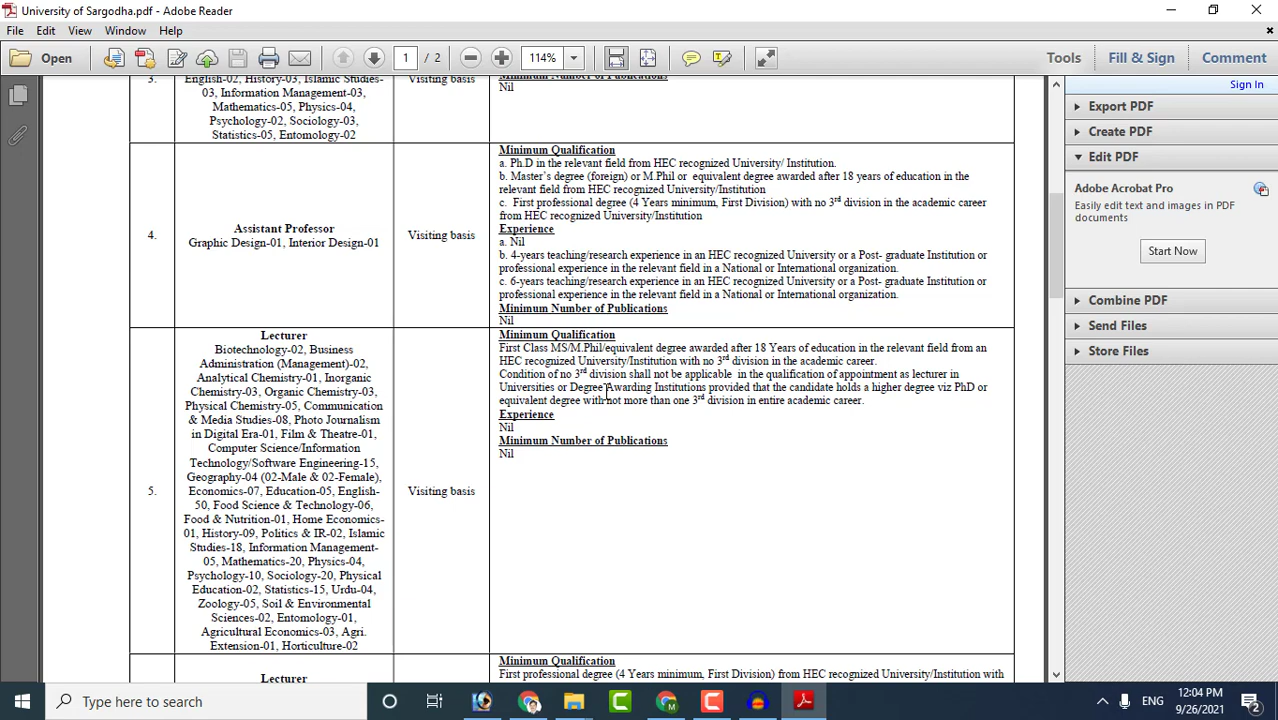 University of Sargodha.pdf - Adobe Reader
File Edit View Window Help
Open 1 / 2 114% Tools Fill & Sign Comment
Sign In
Export PDF
Create PDF
Edit PDF
Adobe Acrobat Pro
Easily edit text and images in PDF
documents
Start Now
Combine PDF
Send Files
Store Files
3.
English-02, History-03, Islamic Studies-
03, Information Management-03,
Mathematics-05, Physics-04,
Psychology-02, Sociology-03,
Statistics-05, Entomology-02
Visiting basis
Minimum Number of Publications
Nil
4.
Assistant Professor
Graphic Design-01, Interior Design-01
Visiting basis
Minimum Qualification
a. Ph.D in the relevant field from HEC recognized University/ Institution.
b. Master's degree (foreign) or M.Phil or equivalent degree awarded after 18 years of education in the
relevant field from HEC recognized University/Institution
c. First professional degree (4 Years minimum, First Division) with no 3rd division in the academic career
from HEC recognized University/Institution
Experience
a. Nil
b. 4-years teaching/research experience in an HEC recognized University or a Post- graduate Institution or
professional experience in the relevant field in a National or International organization.
c. 6-years teaching/research experience in an HEC recognized University or a Post- graduate Institution or
professional experience in the relevant field in a National or International organization.
Minimum Number of Publications
Nil
5.
Lecturer
Biotechnology-02, Business
Administration (Management)-02,
Analytical Chemistry-01, Inorganic
Chemistry-03, Organic Chemistry-03,
Physical Chemistry-05, Communication
& Media Studies-08, Photo Journalism
in Digital Era-01, Film & Theatre-01,
Computer Science/Information
Technology/Software Engineering-15,
Geography-04 (02-Male & 02-Female),
Economics-07, Education-05, English-
50, Food Science & Technology-06,
Food & Nutrition-01, Home Economics-
01, History-09, Politics & IR-02, Islamic
Studies-18, Information Management-
05, Mathematics-20, Physics-04,
Psychology-10, Sociology-20, Physical
Education-02, Statistics-15, Urdu-04,
Zoology-05, Soil & Environmental
Sciences-02, Entomology-01,
Agricultural Economics-03, Agri.
Extension-01, Horticulture-02
Visiting basis
Minimum Qualification
First Class MS/M.Phil/equivalent degree awarded after 18 Years of education in the relevant field from an
HEC recognized University/Institution with no 3rd division in the academic career.
Condition of no 3rd division shall not be applicable in the qualification of appointment as lecturer in
Universities or Degree Awarding Institutions provided that the candidate holds a higher degree viz PhD or
equivalent degree with not more than one 3rd division in entire academic career.
Experience
Nil
Minimum Number of Publications
Nil
Lecturer
Minimum Qualification
First professional degree (4 Years minimum, First Division) from HEC recognized University/Institution with
Type here to search
ENG
12:04 PM
9/26/2021
2